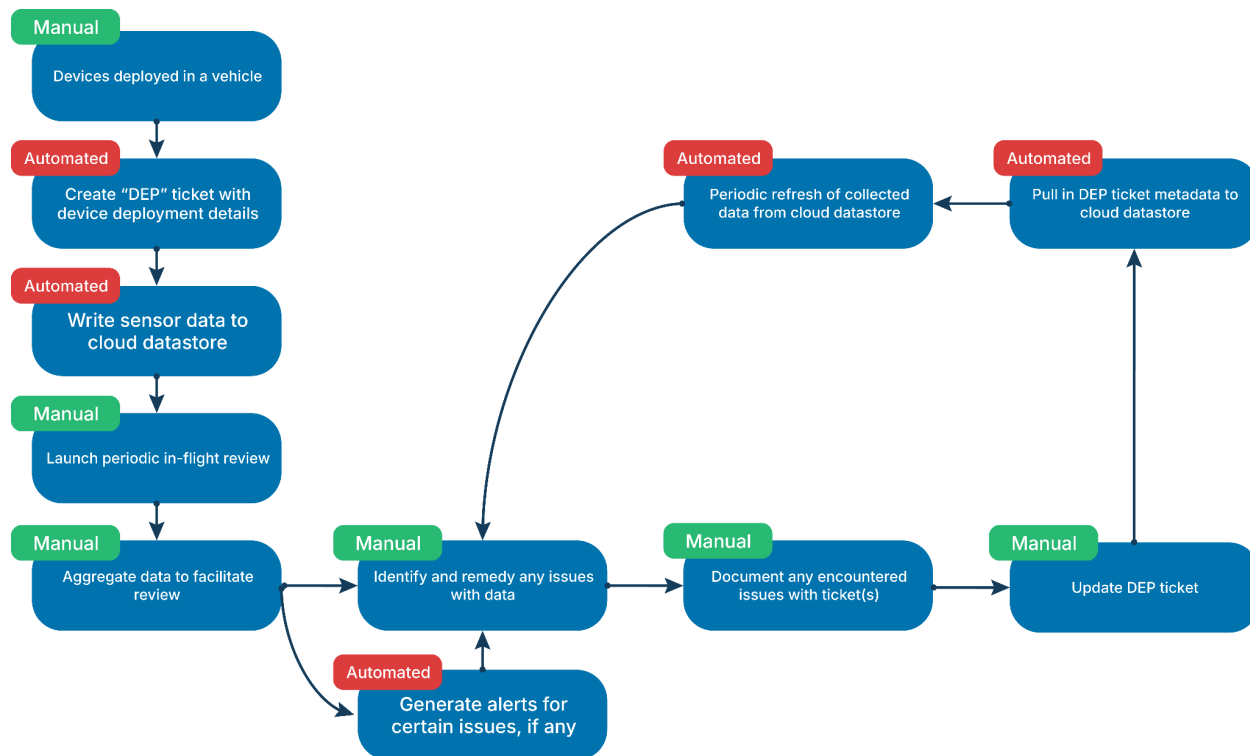 Manual
Devices deployed in a vehicle
Automated
Create “DEP” ticket with
device deployment details
Automated
Write sensor data to
cloud datastore
Manual
Launch periodic in-flight review
Manual
Aggregate data to facilitate
review
Manual
Identify and remedy any issues
with data
Automated
Generate alerts for
certain issues, if any
Manual
Document any encountered
issues with ticket(s)
Manual
Update DEP ticket
Automated
Pull in DEP ticket metadata to
cloud datastore
Automated
Periodic refresh of collected
data from cloud datastore